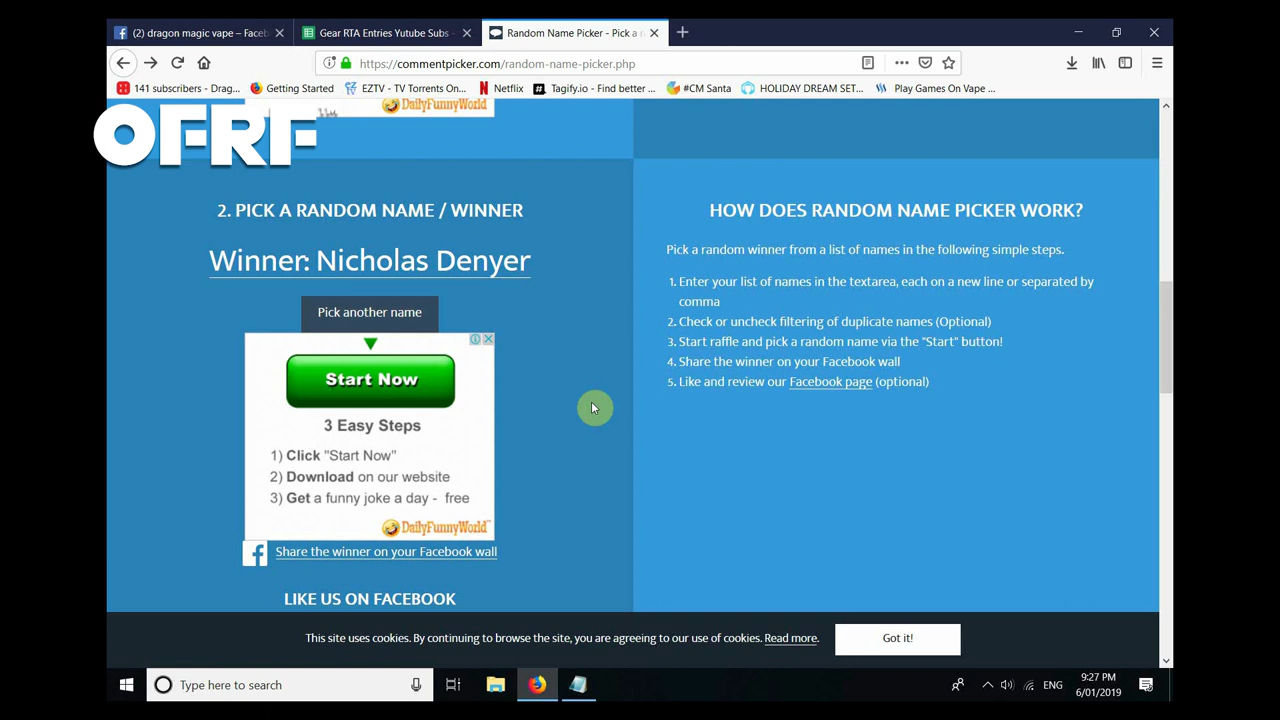 (2) dragon magic vape – Faceb
Gear RTA Entries Yutube Subs -
Random Name Picker - Pick a r
https://commentpicker.com/random-name-picker.php
141 subscribers - Drag...
Getting Started
EZTV - TV Torrents On...
Netflix
Tagify.io - Find better ...
#CM Santa
HOLIDAY DREAM SET...
Play Games On Vape ...
DailyFunnyWorld
OFRF
2. PICK A RANDOM NAME / WINNER
Winner: Nicholas Denyer
Pick another name
Start Now
3 Easy Steps
1) Click "Start Now"
2) Download on our website
3) Get a funny joke a day - free
DailyFunnyWorld
Share the winner on your Facebook wall
LIKE US ON FACEBOOK
HOW DOES RANDOM NAME PICKER WORK?
Pick a random winner from a list of names in the following simple steps.
1. Enter your list of names in the textarea, each on a new line or separated by
comma
2. Check or uncheck filtering of duplicate names (Optional)
3. Start raffle and pick a random name via the "Start" button!
4. Share the winner on your Facebook wall
5. Like and review our Facebook page (optional)
This site uses cookies. By continuing to browse the site, you are agreeing to our use of cookies. Read more.
Got it!
Type here to search
ENG
9:27 PM
6/01/2019